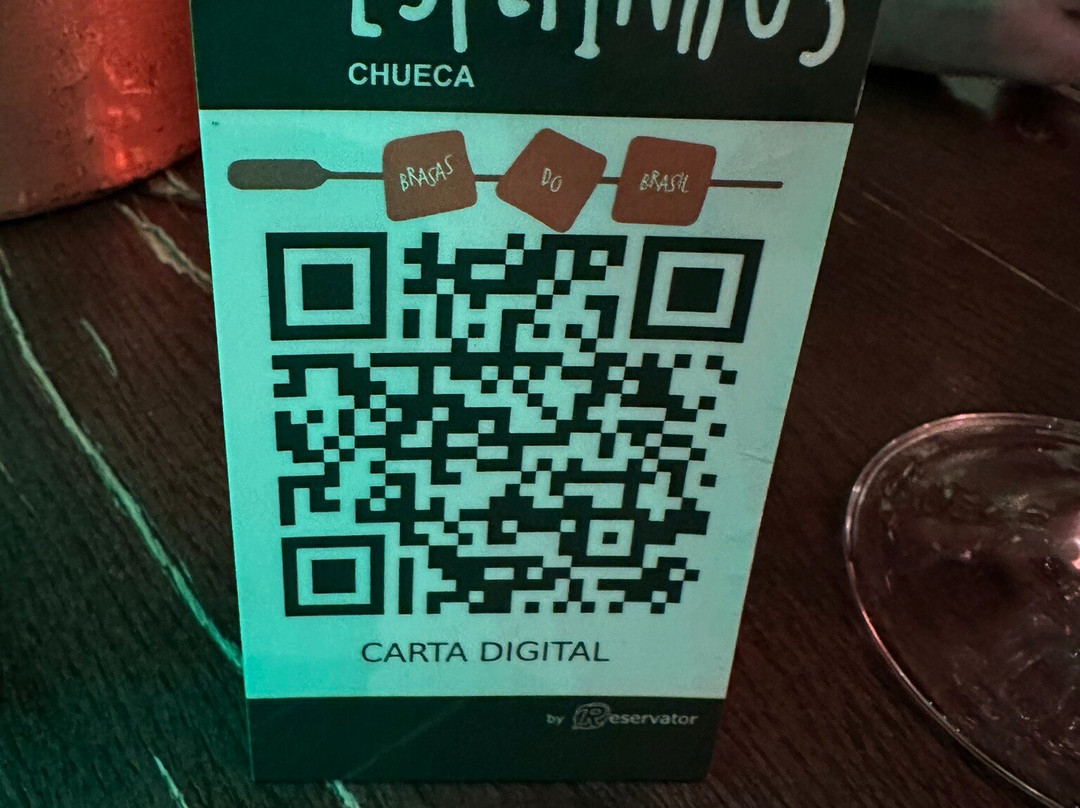 CHUECA
BRASAS DO BRASIL
CARTA DIGITAL
by Reservator